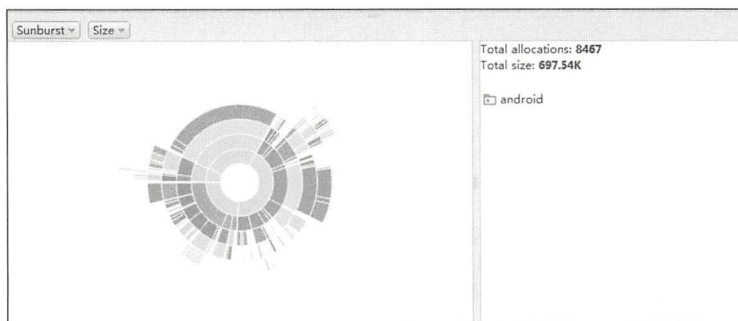 Sunburst Size
Total allocations: 8467
Total size: 697.54K
android